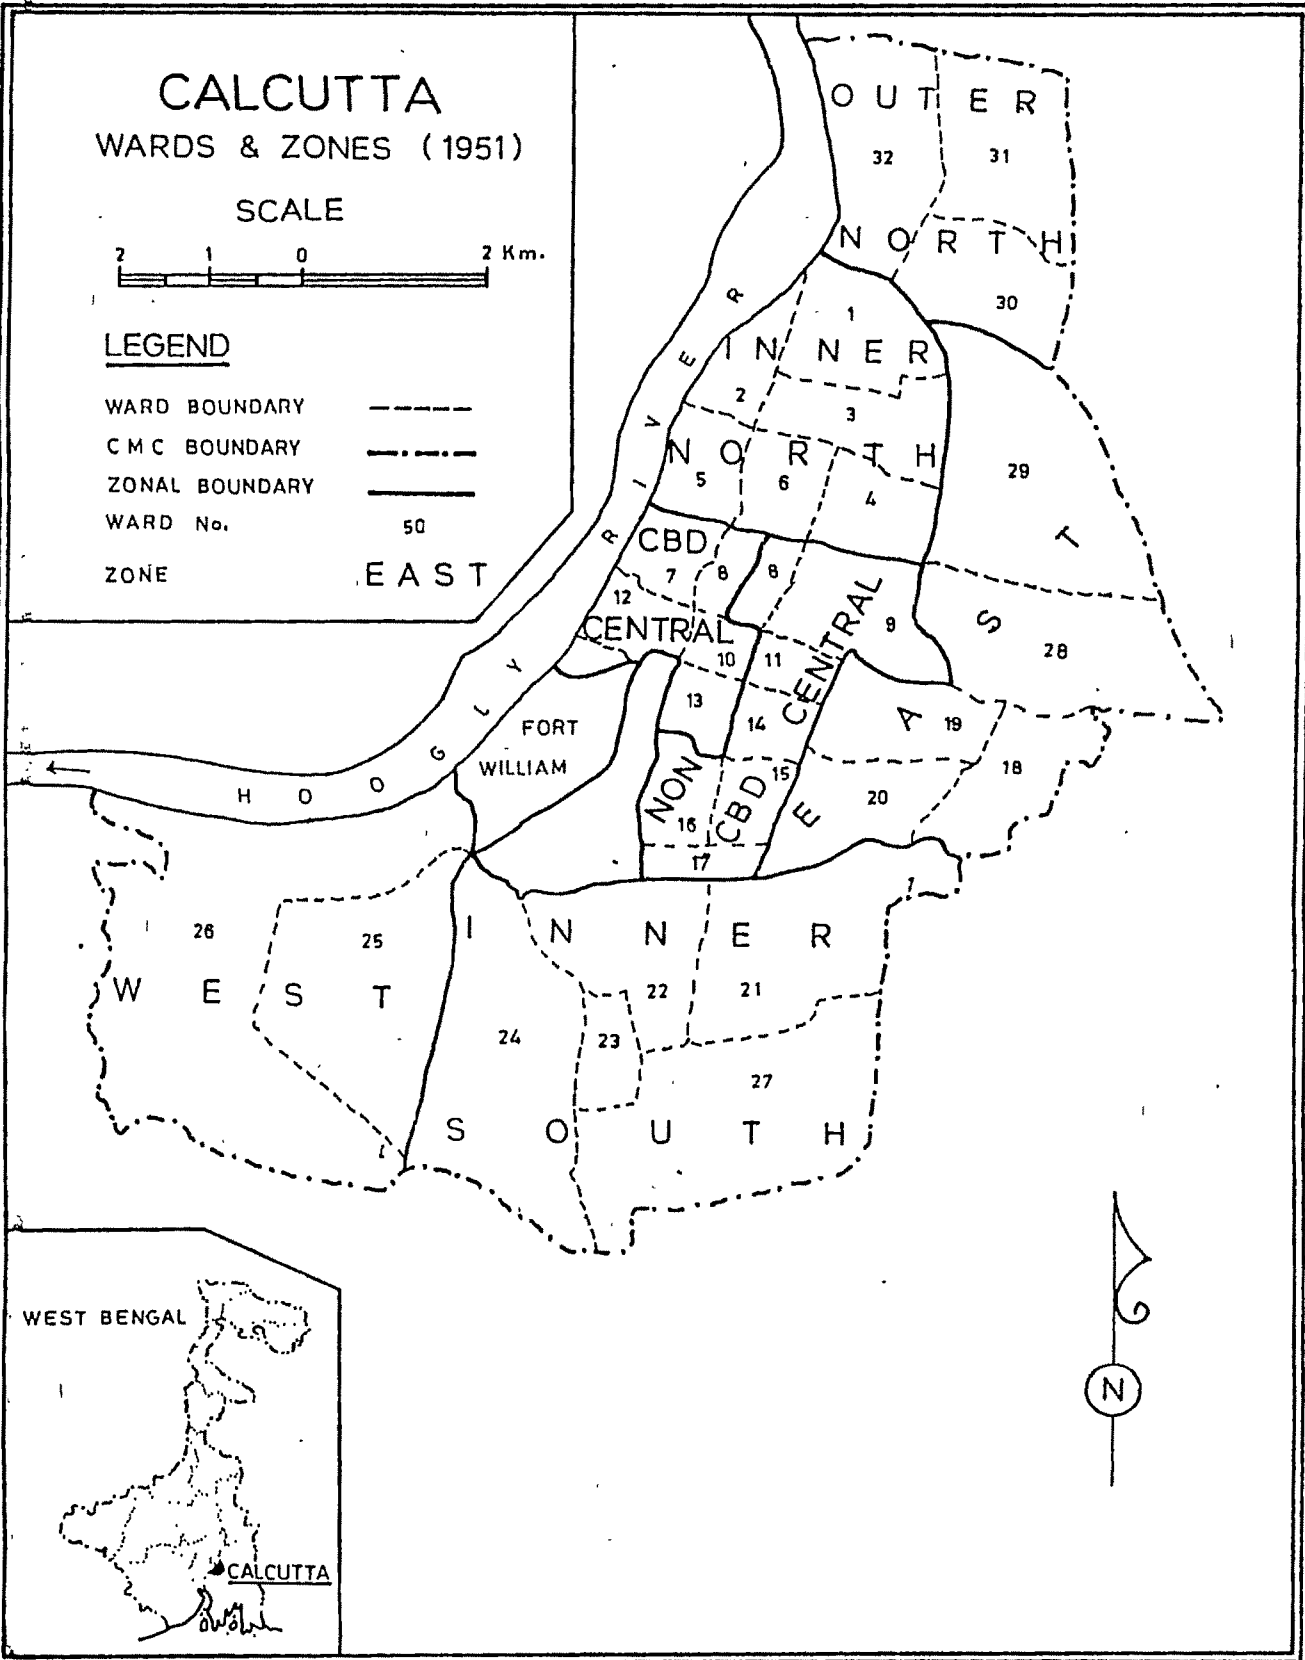 CALCUTTA
WARDS & ZONES (1951)
SCALE
2 1 0 2 Km.
LEGEND
WARD BOUNDARY
CMC BOUNDARY
ZONAL BOUNDARY
WARD No. 50
ZONE EAST
OUTER
32 31
NORTH
30
1
INNER
2
3
NORTH
5 6 4
29
CBD
7 8 8
12
CENTRAL
10 11
9
28
CENTRAL
13
14
19
18
EAST
FORT
WILLIAM
NON
CBD
15
16
17
20
HOOGLY RIVER
26 25
WEST
INNER
22 21
24 23
27
SOUTH
WEST BENGAL
CALCUTTA
N